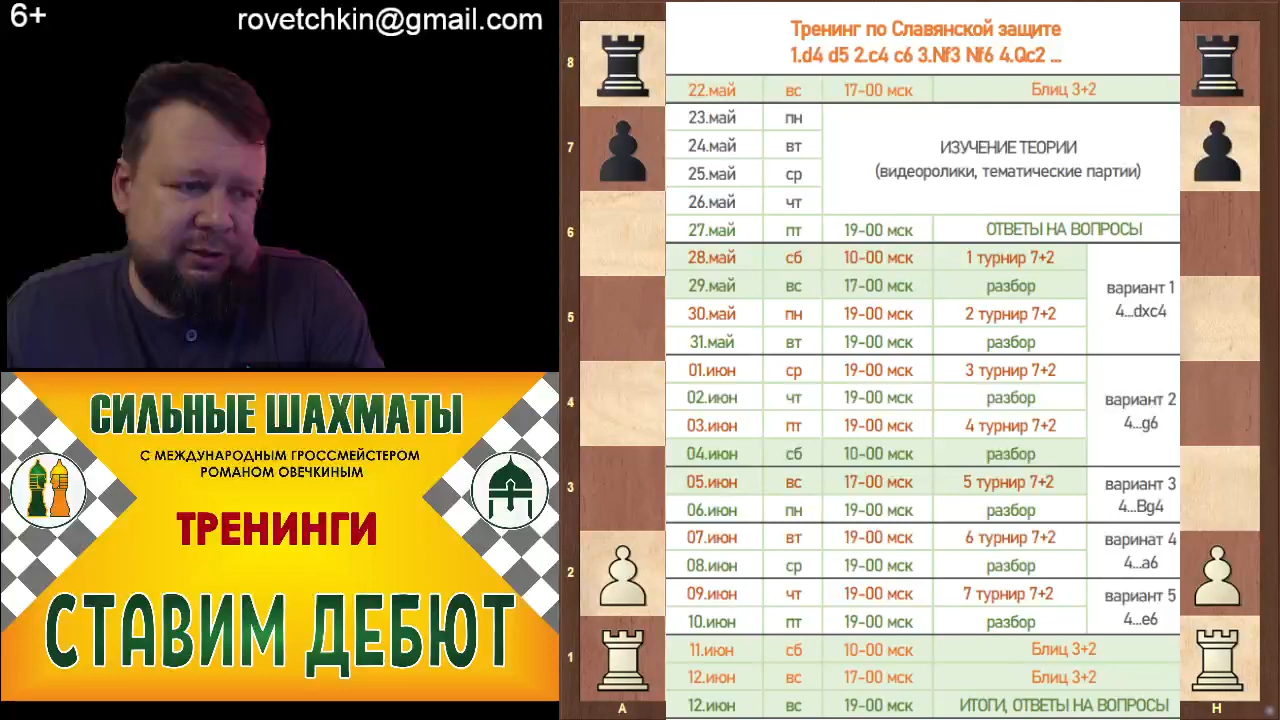 6+
rovetchkin@gmail.com
СИЛЬНЫЕ ШАХМАТЫ
С МЕЖДУНАРОДНЫМ ГРОССМЕЙСТЕРОМ
РОМАНОМ ОВЕЧКИНЫМ
ТРЕНИНГИ
СТАВИМ ДЕБЮТ
Тренинг по Славянской защите
1.d4 d5 2.c4 c6 3.Nf3 Nf6 4.Qc2 ...
22.май вс 17-00 мск Блиц 3+2
23.май пн
24.май вт
25.май ср
26.май чт
ИЗУЧЕНИЕ ТЕОРИИ
(видеоролики, тематические партии)
27.май пт 19-00 мск ОТВЕТЫ НА ВОПРОСЫ
28.май сб 10-00 мск 1 турнир 7+2
29.май вс 17-00 мск разбор
30.май пн 19-00 мск 2 турнир 7+2
31.май вт 19-00 мск разбор
вариант 1
4...dxc4
01.июн ср 19-00 мск 3 турнир 7+2
02.июн чт 19-00 мск разбор
03.июн пт 19-00 мск 4 турнир 7+2
04.июн сб 10-00 мск разбор
вариант 2
4...g6
05.июн вс 17-00 мск 5 турнир 7+2
06.июн пн 19-00 мск разбор
вариант 3
4...Bg4
07.июн вт 19-00 мск 6 турнир 7+2
08.июн ср 19-00 мск разбор
варинат 4
4...a6
09.июн чт 19-00 мск 7 турнир 7+2
10.июн пт 19-00 мск разбор
вариант 5
4...e6
11.июн сб 10-00 мск Блиц 3+2
12.июн вс 17-00 мск Блиц 3+2
12.июн вс 19-00 мск ИТОГИ, ОТВЕТЫ НА ВОПРОСЫ
8
7
6
5
4
3
2
1
A H